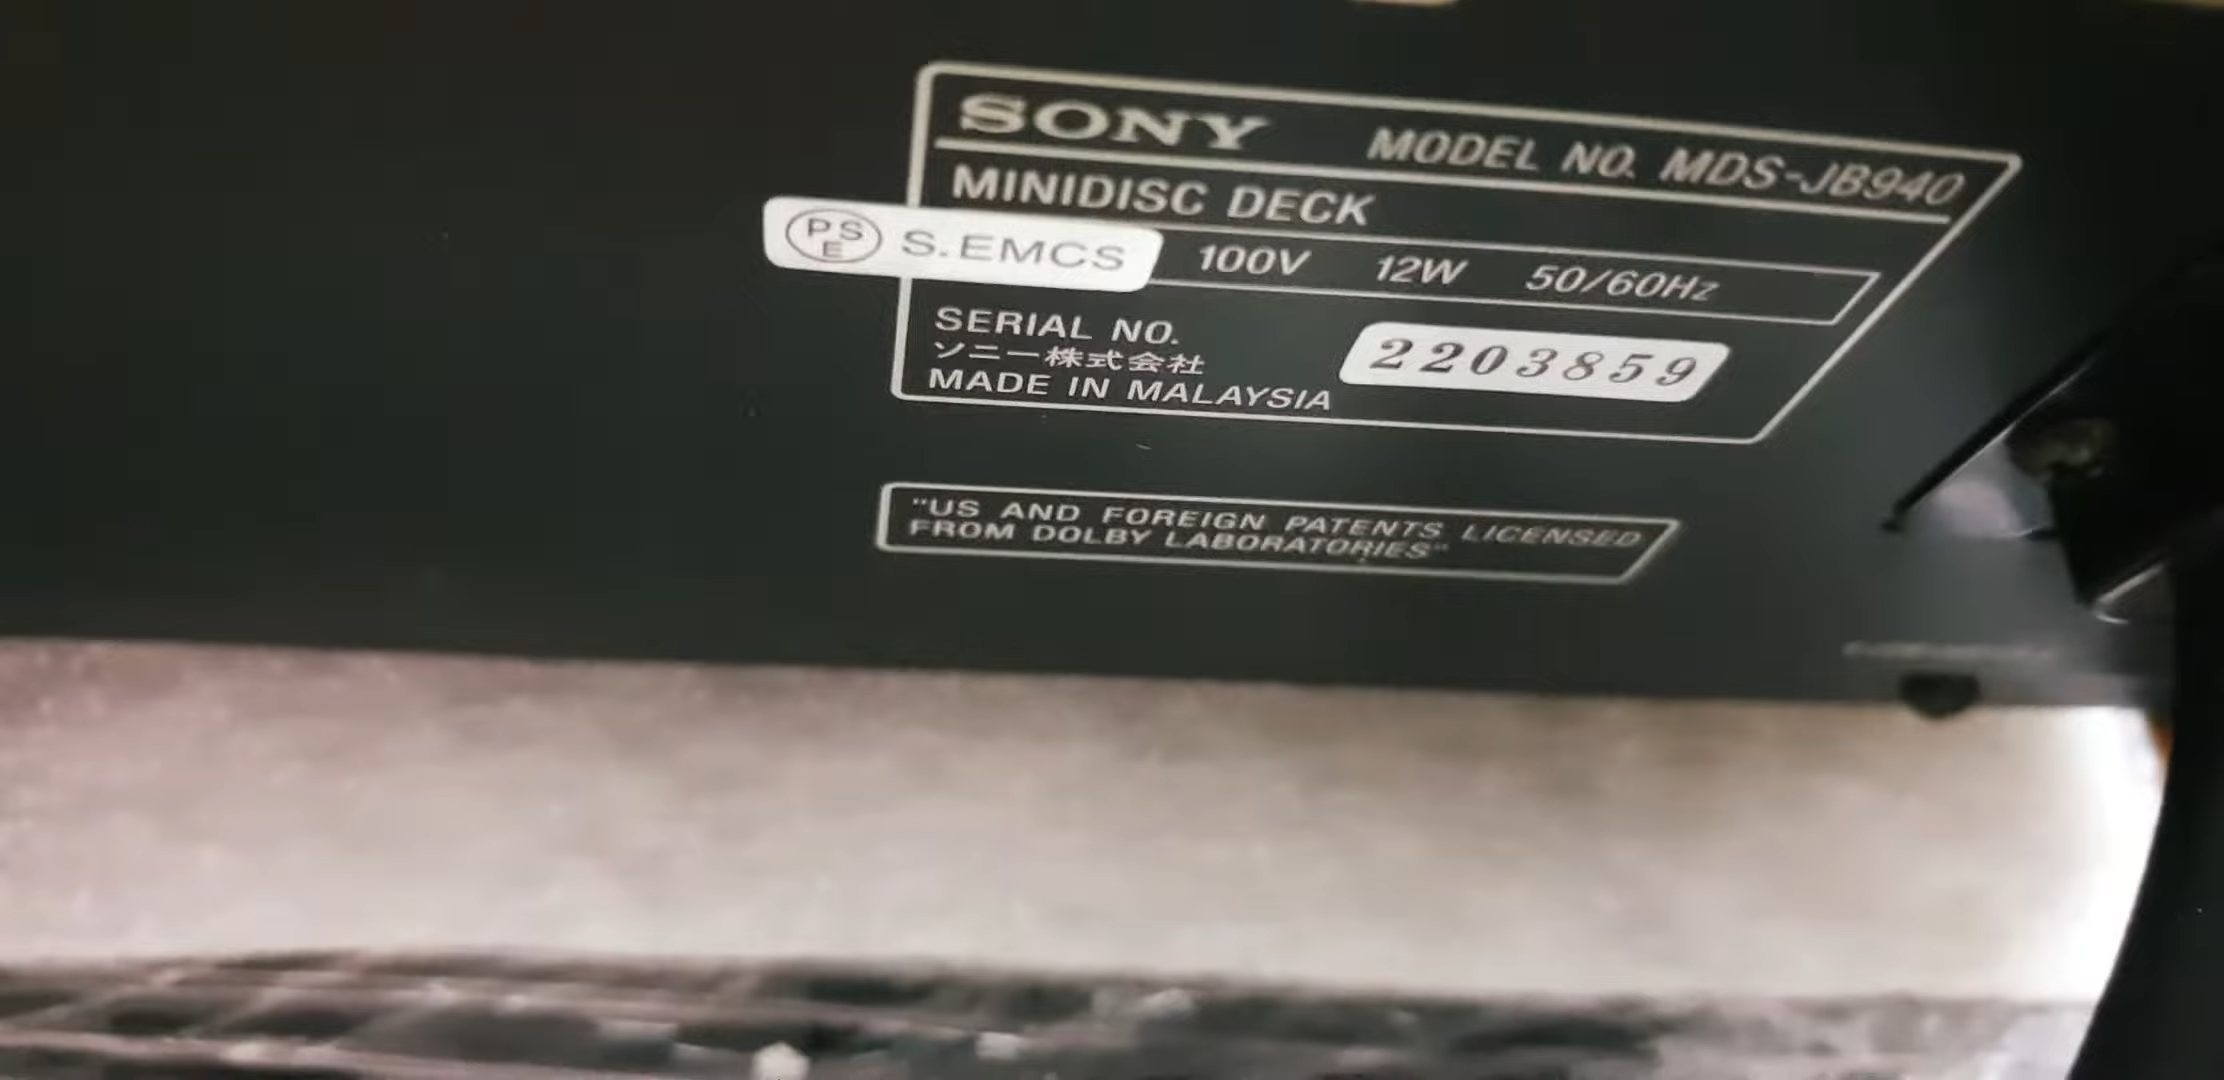 SONY MODEL NO. MDS-JB940
MINIDISC DECK
PSE S.EMCS 100V 12W 50/60Hz
SERIAL NO. 2203859
ソニー株式会社
MADE IN MALAYSIA
"US AND FOREIGN PATENTS LICENSED
FROM DOLBY LABORATORIES"